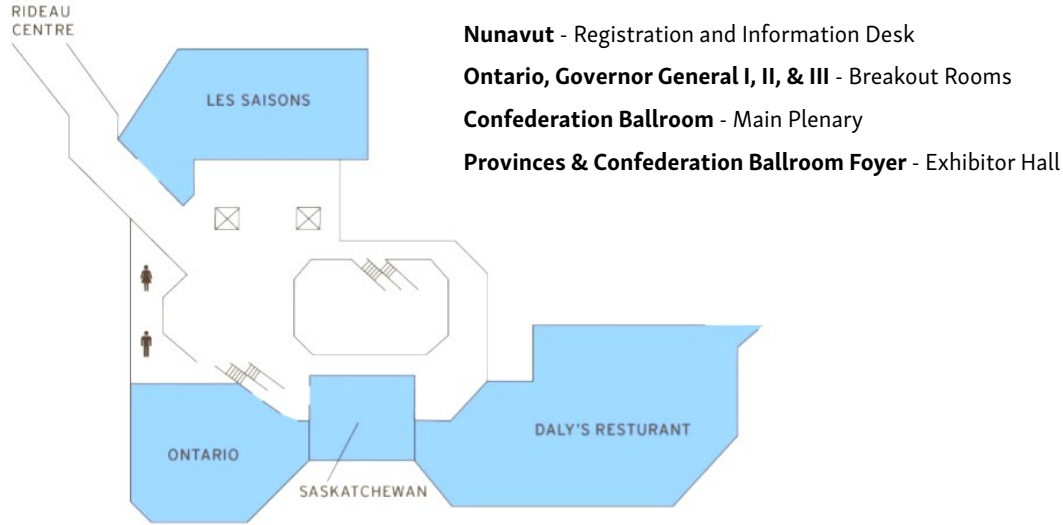 RIDEAU
CENTRE
Nunavut - Registration and Information Desk
Ontario, Governor General I, II, & III - Breakout Rooms
Confederation Ballroom - Main Plenary
Provinces & Confederation Ballroom Foyer - Exhibitor Hall
LES SAISONS
DALY'S RESTURANT
ONTARIO
SASKATCHEWAN